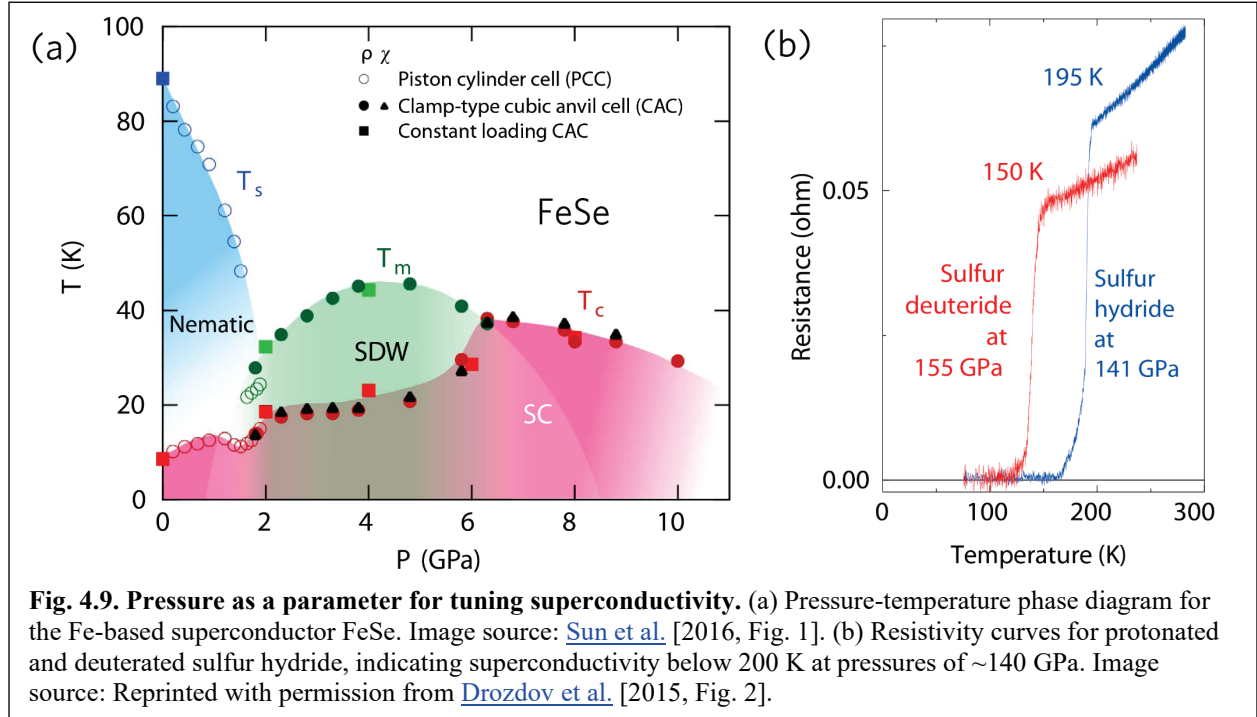 (a)
100
80
60
40
20
0
T (K)
0
2
4
6
8
10
P (GPa)
ρ χ
Piston cylinder cell (PCC)
Clamp-type cubic anvil cell (CAC)
Constant loading CAC
Ts
FeSe
Tm
Nematic
SDW
Tc
SC
(b)
195 K
150 K
0.05
0.00
Resistance (ohm)
Sulfur
deuteride
at
155 GPa
Sulfur
hydride
at
141 GPa
0
100
200
300
Temperature (K)
Fig. 4.9. Pressure as a parameter for tuning superconductivity. (a) Pressure-temperature phase diagram for
the Fe-based superconductor FeSe. Image source: Sun et al. [2016, Fig. 1]. (b) Resistivity curves for protonated
and deuterated sulfur hydride, indicating superconductivity below 200 K at pressures of ~140 GPa. Image
source: Reprinted with permission from Drozdov et al. [2015, Fig. 2].